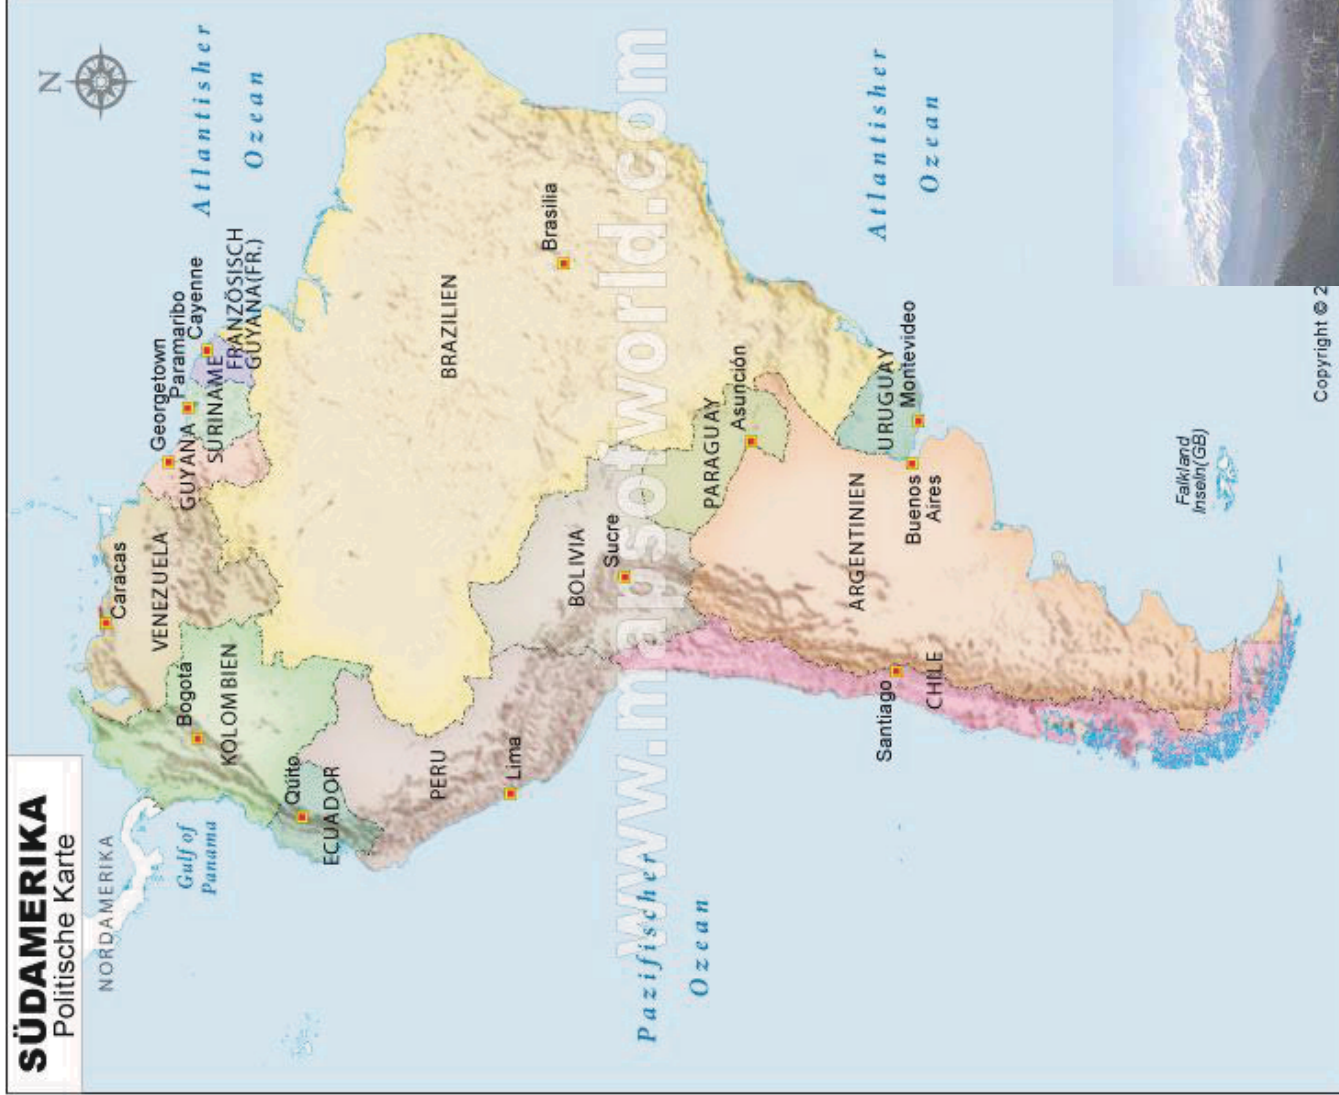 SÜDAMERIKA
Politische Karte
N
NORDAMERIKA
Gulf of
Panama
Atlantisher
Ozean
Caracas
VENEZUELA
Georgetown
Paramaribo
Cayenne
GUYANA
SURINAME
FRANZÖSISCH
GUYANA(FR.)
Bogotá
KOLOMBIEN
Qüito
ECUADOR
PERU
Lima
BRAZILIEN
Brasilia
BOLIVIA
Sucre
www.mapsofworld.com
Pazifischer
Ozean
PARAGUAY
Asunción
ARGENTINIEN
URUGUAY
Montevideo
Buenos
Aires
Santiago
CHILE
Atlantisher
Ozean
Falkland
Inseln(GB)
Copyright © 2